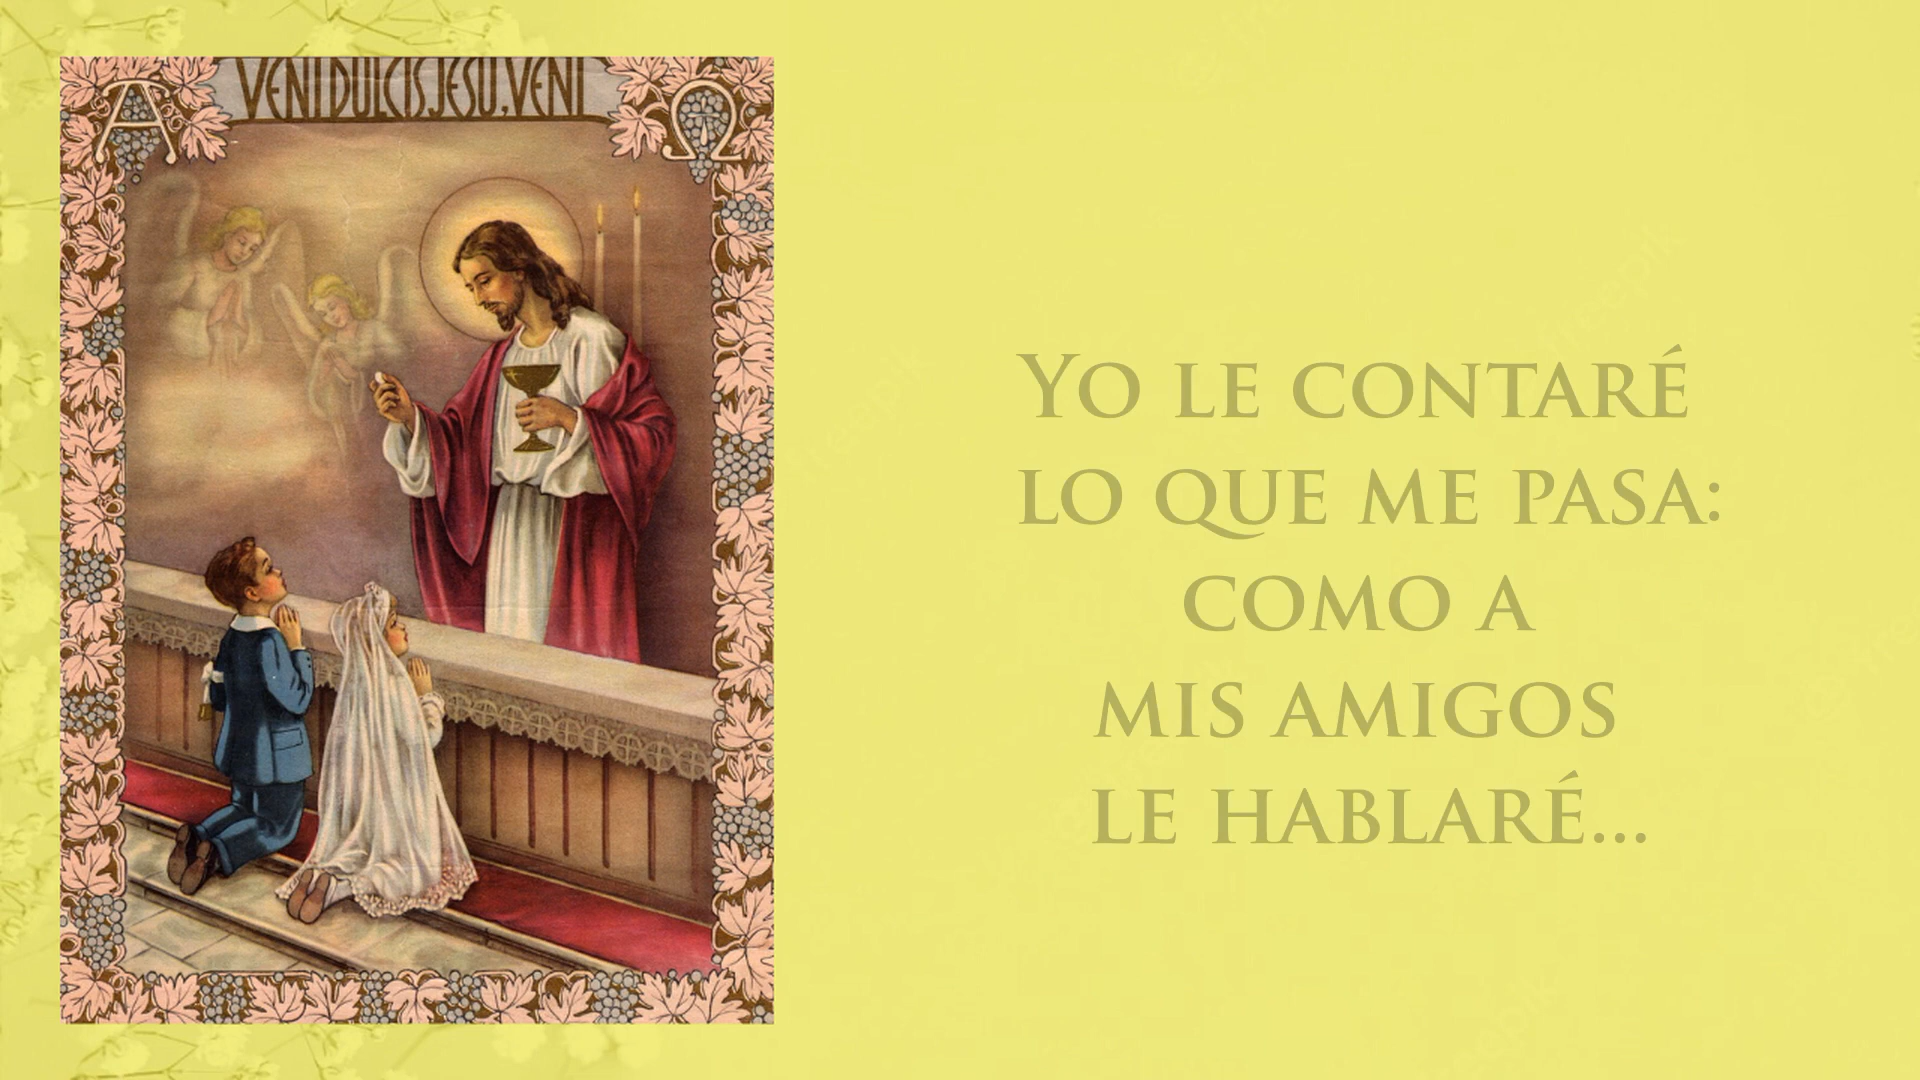 VENI DULCIS JESU, VENI
A
Ω
Yo le contaré
lo que me pasa:
como a
mis amigos
le hablaré...